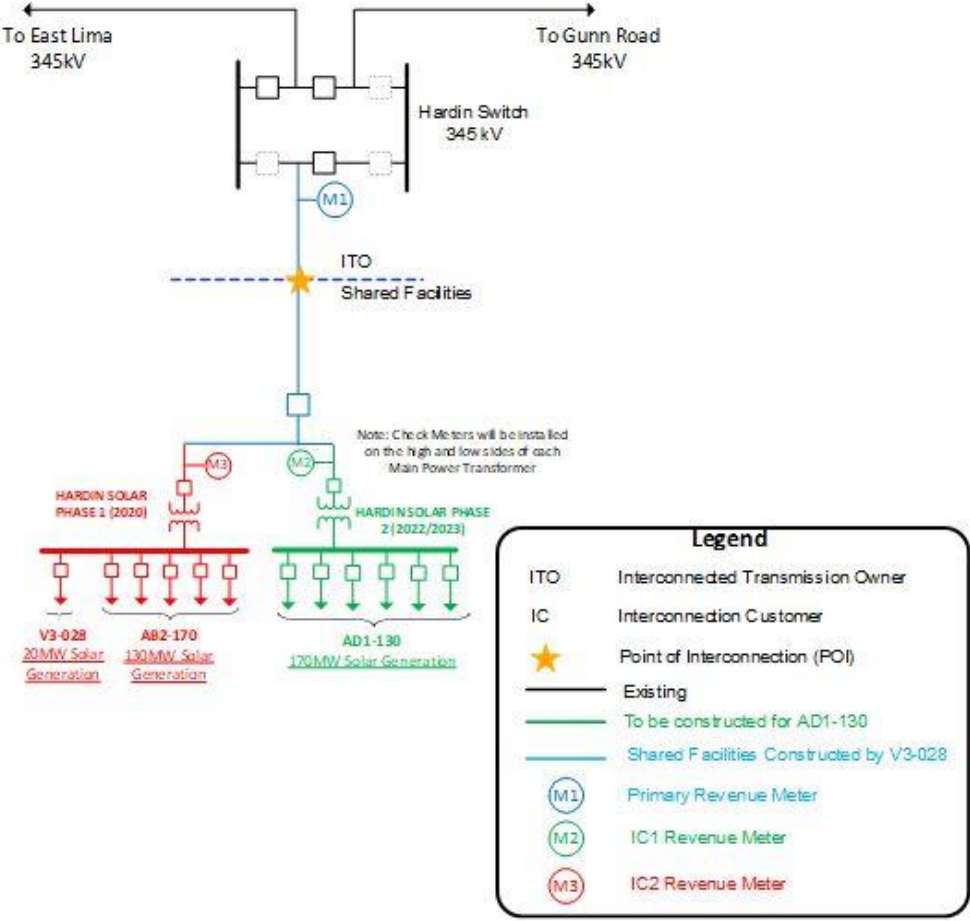 To East Lima
345kV
To Gunn Road
345kV
Hardin Switch
345 kV
M1
ITO
Shared Facilities
Note: Check Meters will be installed
on the high and low sides of each
Main Power Transformer
M3
M2
HARDIN SOLAR
PHASE 1 (2020)
HARDIN SOLAR PHASE
2 (2022/2023)
V3-028
20MW Solar
Generation
AB2-170
130MW Solar
Generation
AD1-130
170MW Solar Generation
Legend
ITO Interconnected Transmission Owner
IC Interconnection Customer
Point of Interconnection (POI)
Existing
To be constructed for AD1-130
Shared Facilities Constructed by V3-028
M1 Primary Revenue Meter
M2 IC1 Revenue Meter
M3 IC2 Revenue Meter